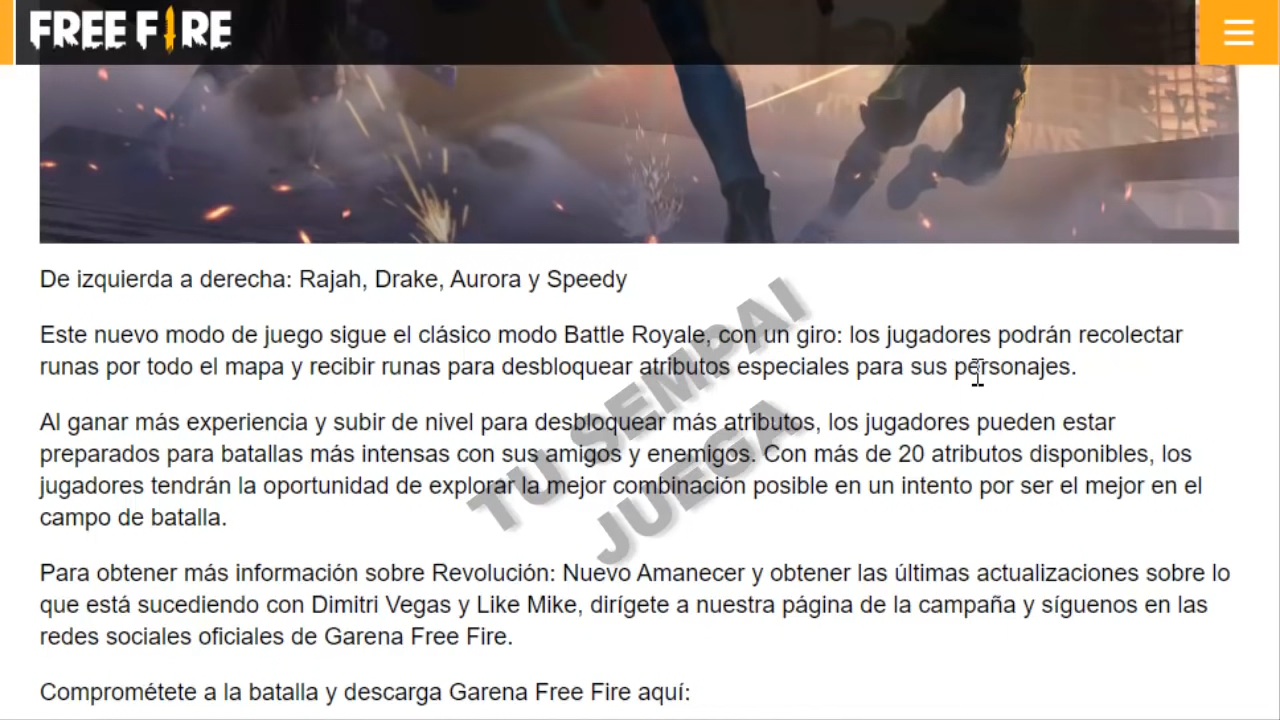 FREE FIRE
De izquierda a derecha: Rajah, Drake, Aurora y Speedy
Este nuevo modo de juego sigue el clásico modo Battle Royale, con un giro: los jugadores podrán recolectar
runas por todo el mapa y recibir runas para desbloquear atributos especiales para sus personajes.
Al ganar más experiencia y subir de nivel para desbloquear más atributos, los jugadores pueden estar
preparados para batallas más intensas con sus amigos y enemigos. Con más de 20 atributos disponibles, los
jugadores tendrán la oportunidad de explorar la mejor combinación posible en un intento por ser el mejor en el
campo de batalla.
Para obtener más información sobre Revolución: Nuevo Amanecer y obtener las últimas actualizaciones sobre lo
que está sucediendo con Dimitri Vegas y Like Mike, dirígete a nuestra página de la campaña y síguenos en las
redes sociales oficiales de Garena Free Fire.
Comprométete a la batalla y descarga Garena Free Fire aquí:
TU SEMPAI
JUEGA